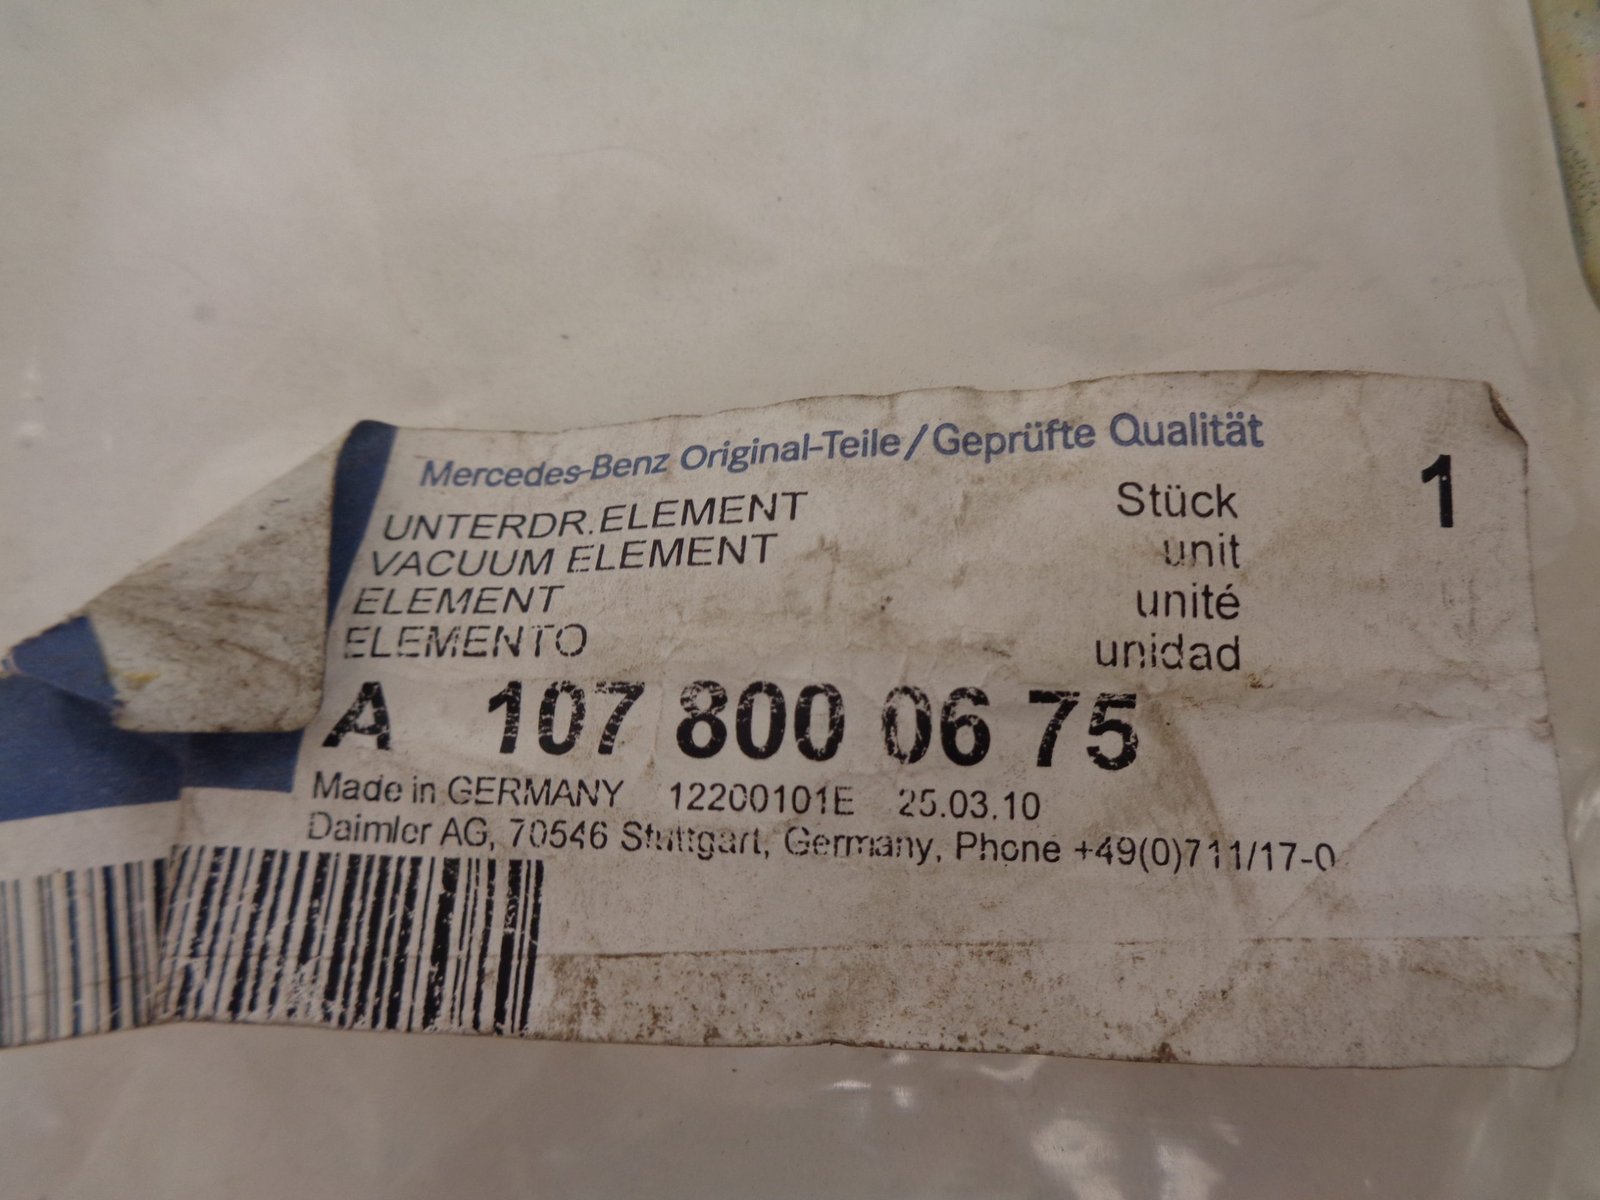 Mercedes-Benz Original-Teile/Geprüfte Qualität
UNTERDR.ELEMENT Stück 1
VACUUM ELEMENT unit
ELEMENT unité
ELEMENTO unidad
A 107 800 06 75
Made in GERMANY 12200101E 25.03.10
Daimler AG, 70546 Stuttgart, Germany, Phone +49(0)711/17-0